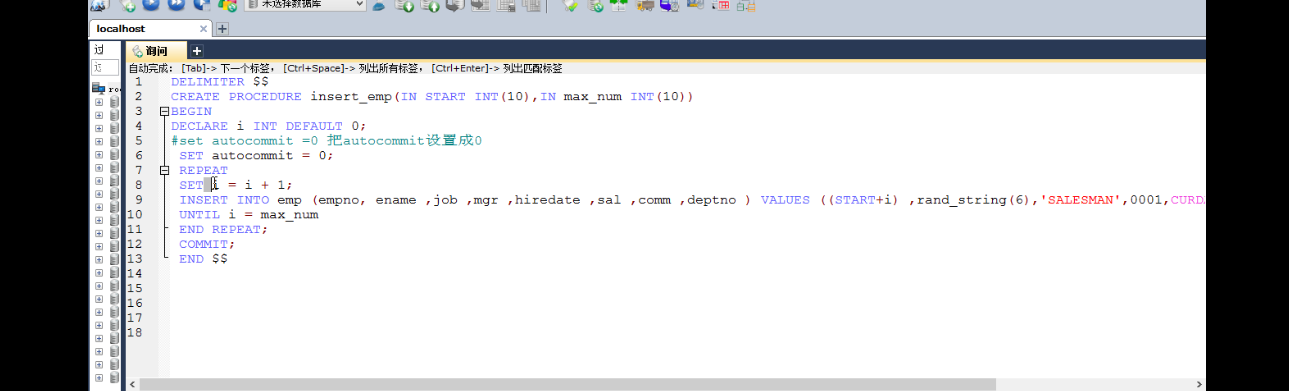 未选择数据库
localhost
过
询问
自动完成: [Tab]-> 下一个标签, [Ctrl+Space]-> 列出所有标签, [Ctrl+Enter]-> 列出匹配标签
1 DELIMITER $$
2 CREATE PROCEDURE insert_emp(IN START INT(10),IN max_num INT(10))
3 BEGIN
4 DECLARE i INT DEFAULT 0;
5 #set autocommit =0 把autocommit设置成0
6 SET autocommit = 0;
7 REPEAT
8 SET i = i + 1;
9 INSERT INTO emp (empno, ename ,job ,mgr ,hiredate ,sal ,comm ,deptno ) VALUES ((START+i) ,rand_string(6),'SALESMAN',0001,CURD
10 UNTIL i = max_num
11 END REPEAT;
12 COMMIT;
13 END $$
14
15
16
17
18